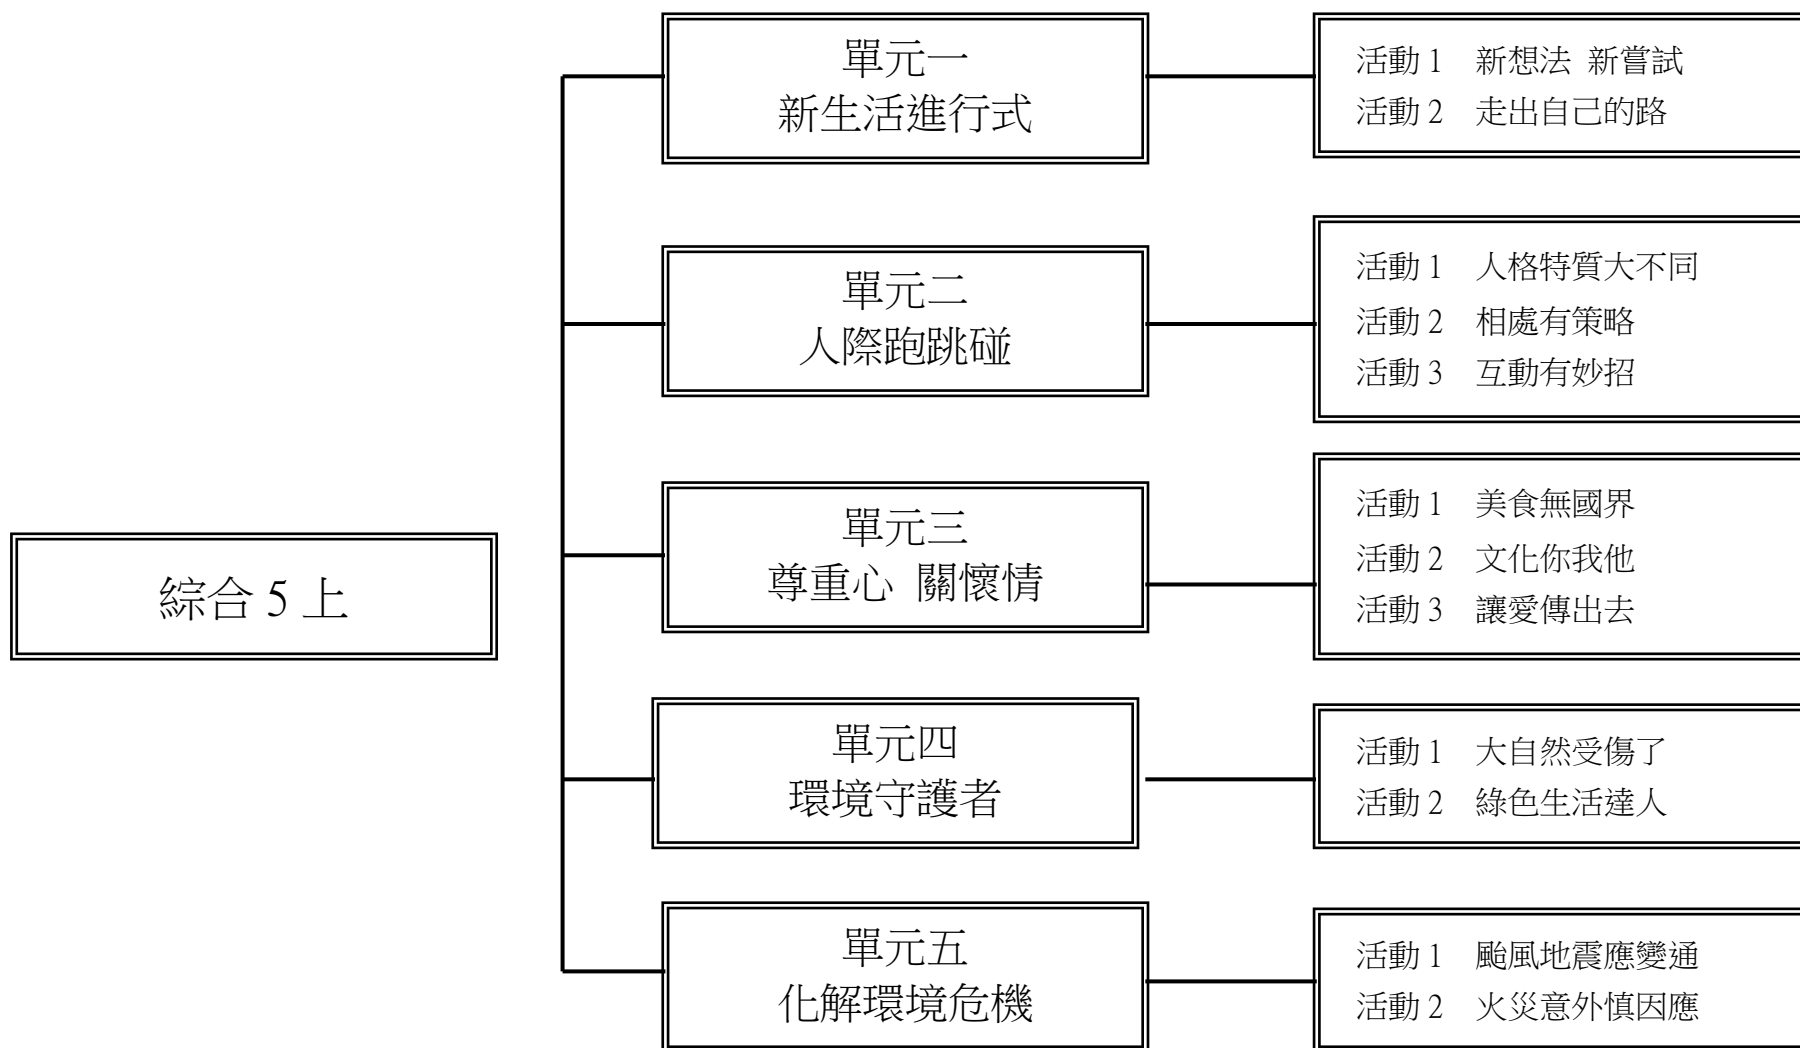 綜合 5 上
單元一
新生活進行式
活動 1 新想法 新嘗試
活動 2 走出自己的路
單元二
人際跑跳碰
活動 1 人格特質大不同
活動 2 相處有策略
活動 3 互動有妙招
單元三
尊重心 關懷情
活動 1 美食無國界
活動 2 文化你我他
活動 3 讓愛傳出去
單元四
環境守護者
活動 1 大自然受傷了
活動 2 綠色生活達人
單元五
化解環境危機
活動 1 颱風地震應變通
活動 2 火災意外慎因應